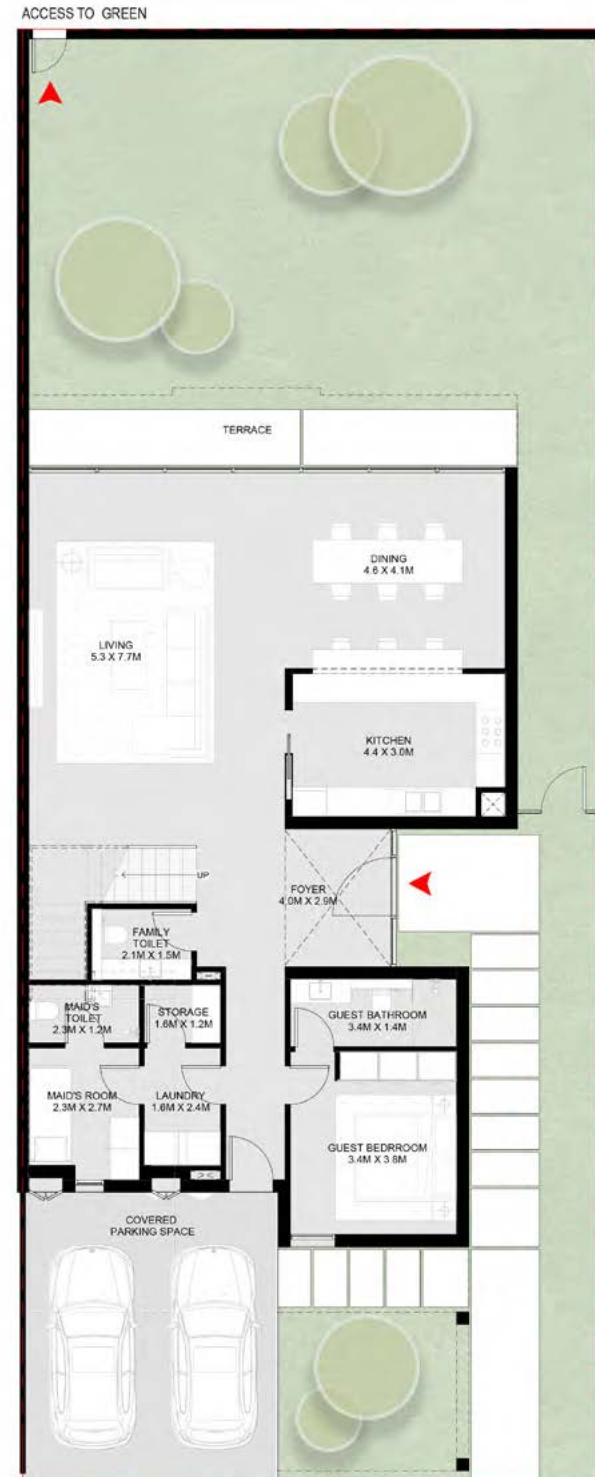 ACCESS TO GREEN
TERRACE
DINING
4.6 X 4.1M
LIVING
5.3 X 7.7M
KITCHEN
4.4 X 3.0M
UP
FOYER
4.0M X 2.9M
FAMILY
TOILET
2.1M X 1.5M
MAID'S
TOILET
2.3M X 1.2M
STORAGE
1.6M X 1.2M
GUEST BATHROOM
3.4M X 1.4M
MAID'S ROOM
2.3M X 2.7M
LAUNDRY
1.6M X 2.4M
GUEST BEDRROOM
3.4M X 3.8M
COVERED
PARKING SPACE